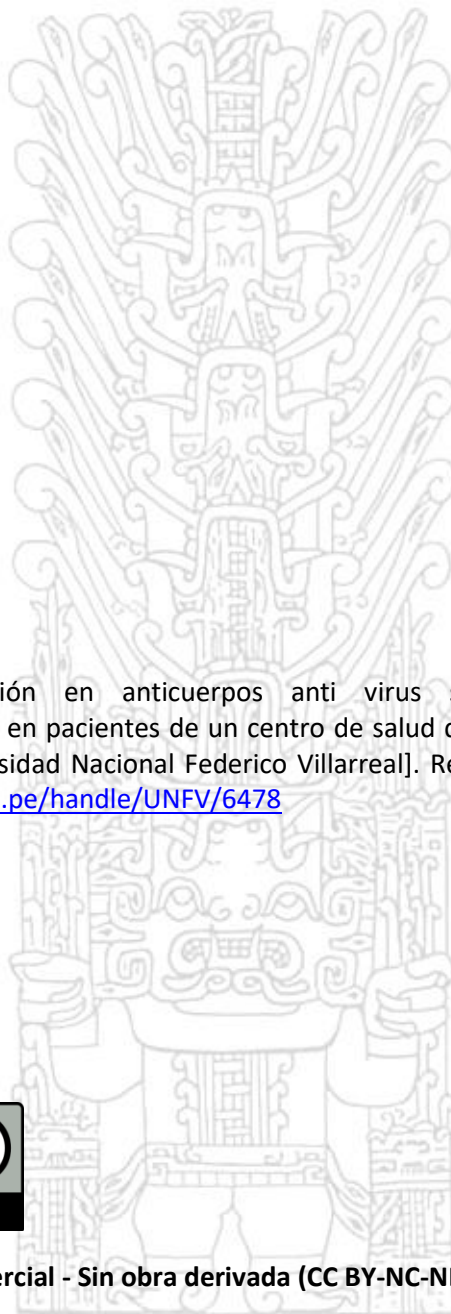 ión en anticuerpos anti virus s
en pacientes de un centro de salud
sidad Nacional Federico Villarreal]. Re
.pe/handle/UNFV/6478
ercial - Sin obra derivada (CC BY-NC-N